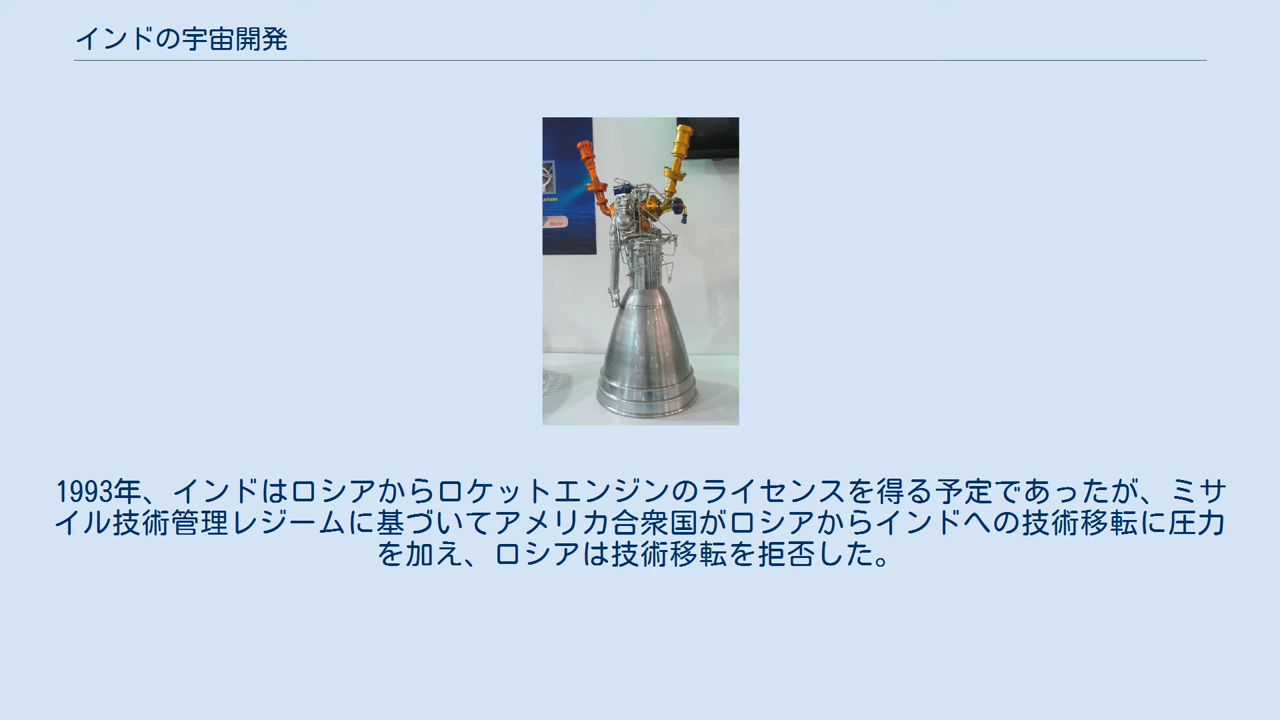 インドの宇宙開発
1993年、インドはロシアからロケットエンジンのライセンスを得る予定であったが、ミサ
イル技術管理レジームに基づいてアメリカ合衆国がロシアからインドへの技術移転に圧力
を加え、ロシアは技術移転を拒否した。